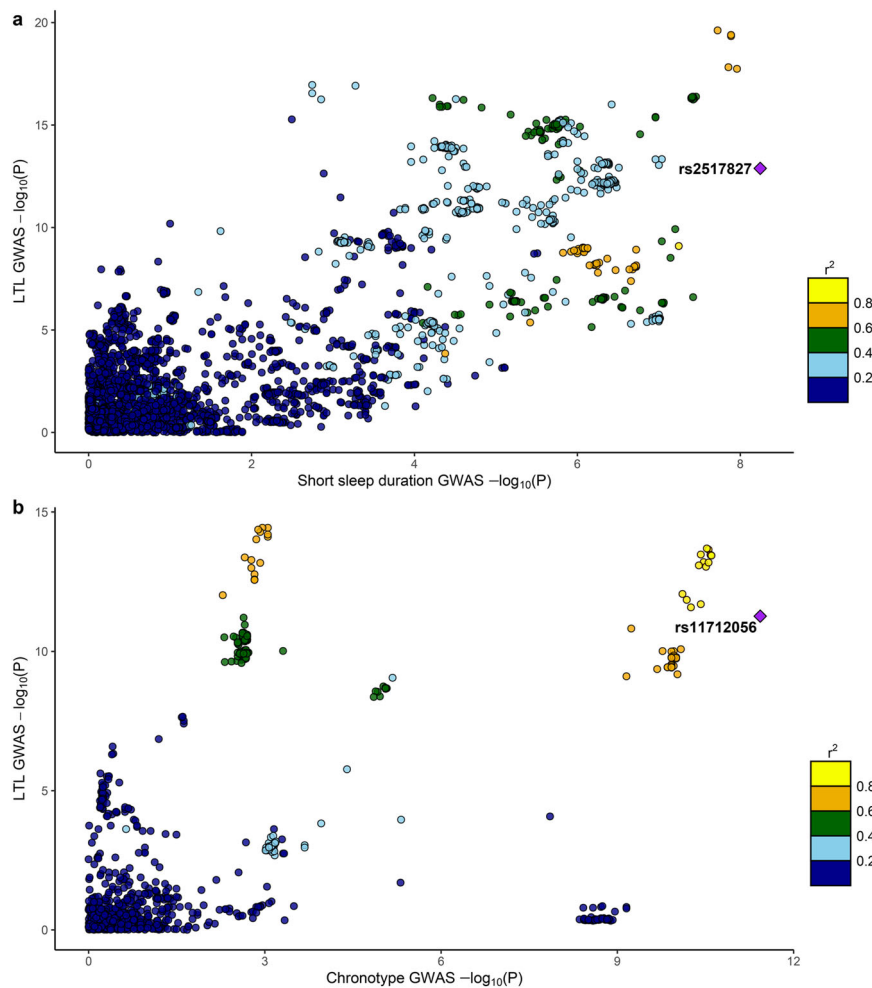 a
20
15
10
5
0
LTL GWAS −log10(P)
rs2517827
r2
0.8
0.6
0.4
0.2
0
2
4
6
8
Short sleep duration GWAS −log10(P)
b
15
10
5
0
LTL GWAS −log10(P)
rs11712056
r2
0.8
0.6
0.4
0.2
0
3
6
9
12
Chronotype GWAS −log10(P)